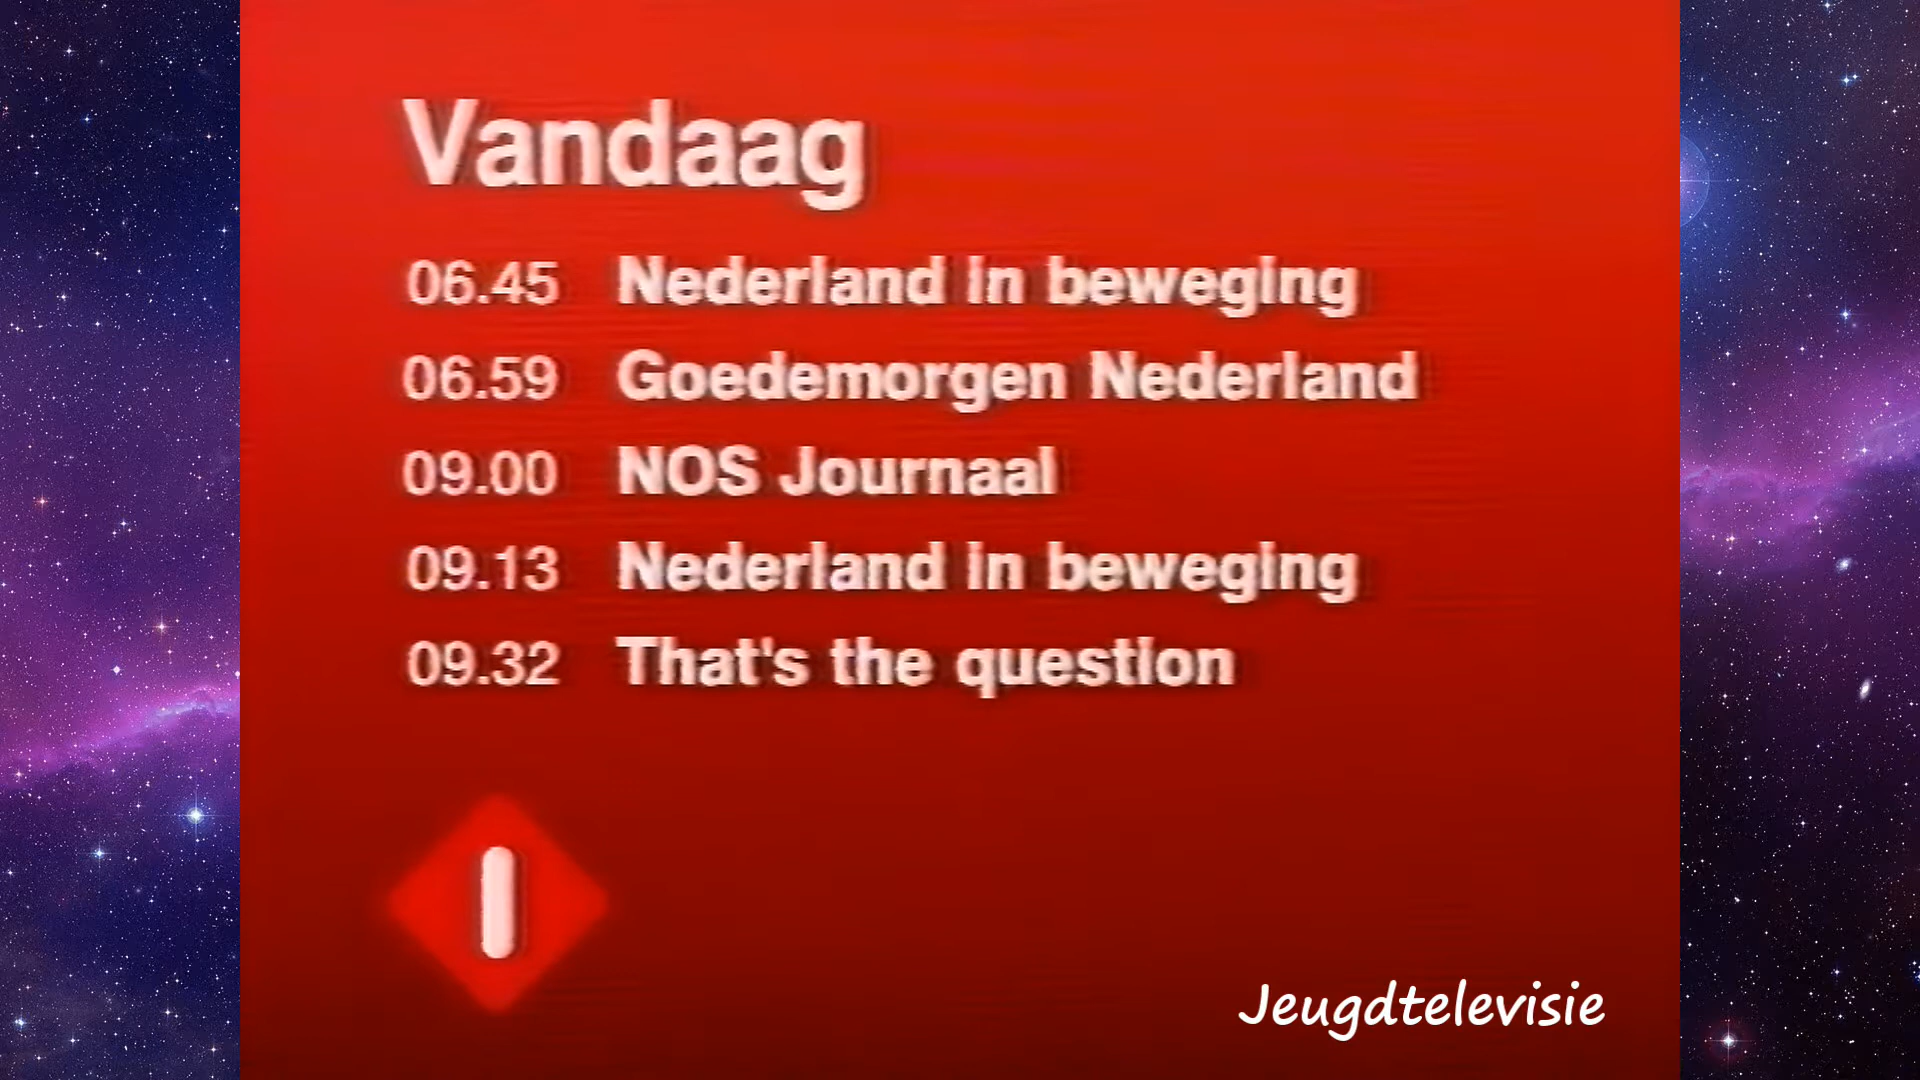 Vandaag
06.45 Nederland in beweging
06.59 Goedemorgen Nederland
09.00 NOS Journaal
09.13 Nederland in beweging
09.32 That's the question
1
Jeugdtelevisie